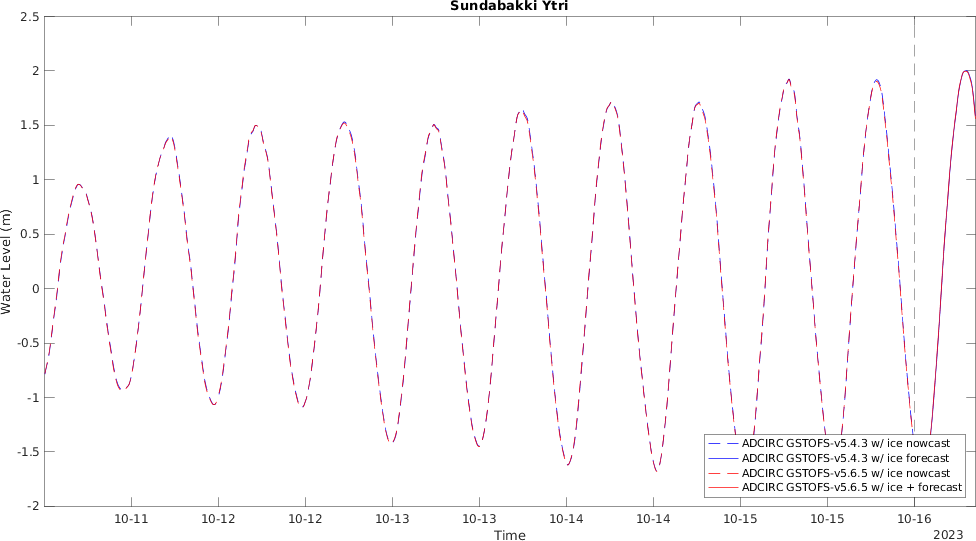 Sundabakki Ytri
2.5
2
1.5
1
0.5
0
-0.5
-1
-1.5
-2
Water Level (m)
ADCIRC GSTOFS-v5.4.3 w/ ice nowcast
ADCIRC GSTOFS-v5.4.3 w/ ice forecast
ADCIRC GSTOFS-v5.6.5 w/ ice nowcast
ADCIRC GSTOFS-v5.6.5 w/ ice + forecast
10-11 10-12 10-12 10-13 10-13 10-14 10-14 10-15 10-15 10-16
Time
2023